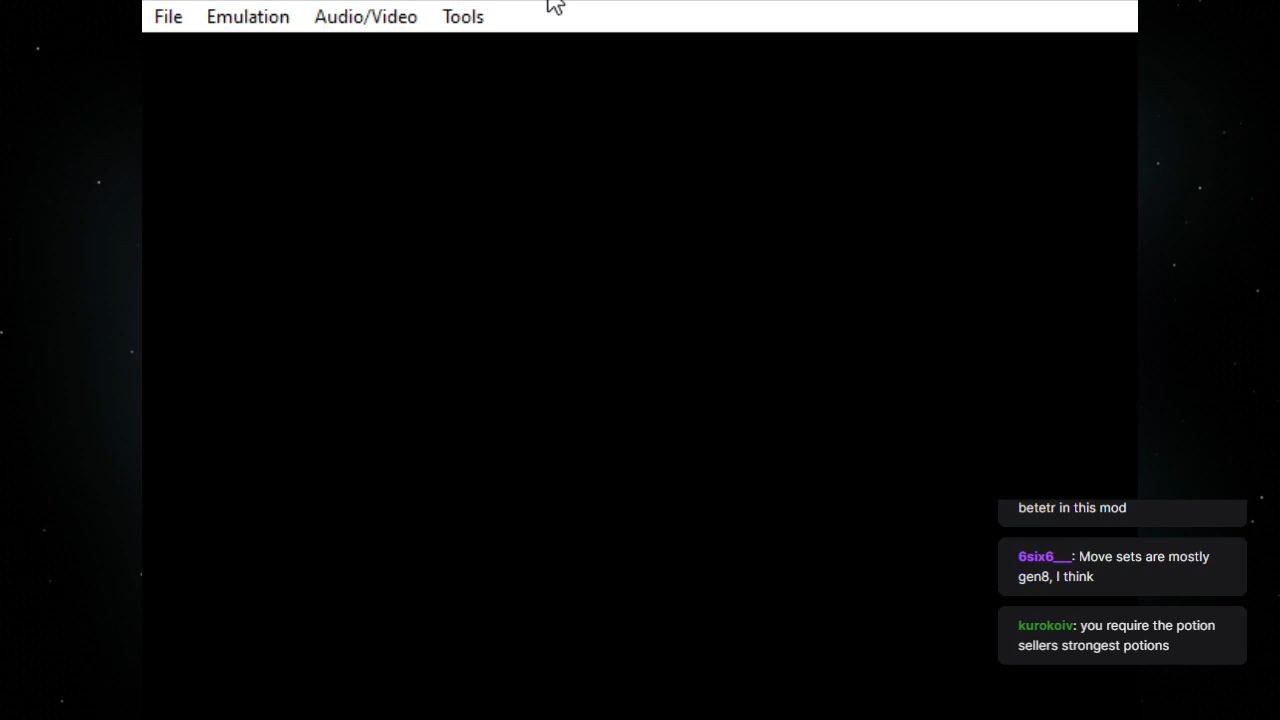 File Emulation Audio/Video Tools
betetr in this mod
6six6___: Move sets are mostly
gen8, I think
kurokoiv: you require the potion
sellers strongest potions